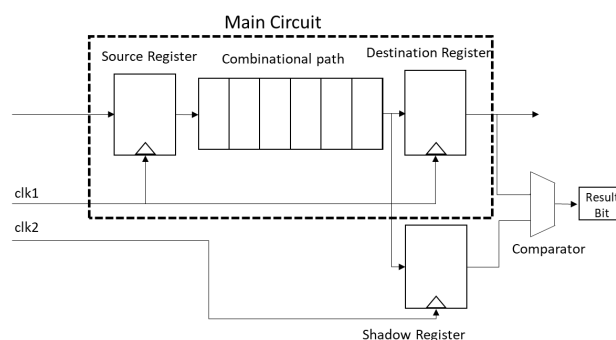 Main Circuit
Source Register
Combinational path
Destination Register
clk1
clk2
Result
Bit
Comparator
Shadow Register